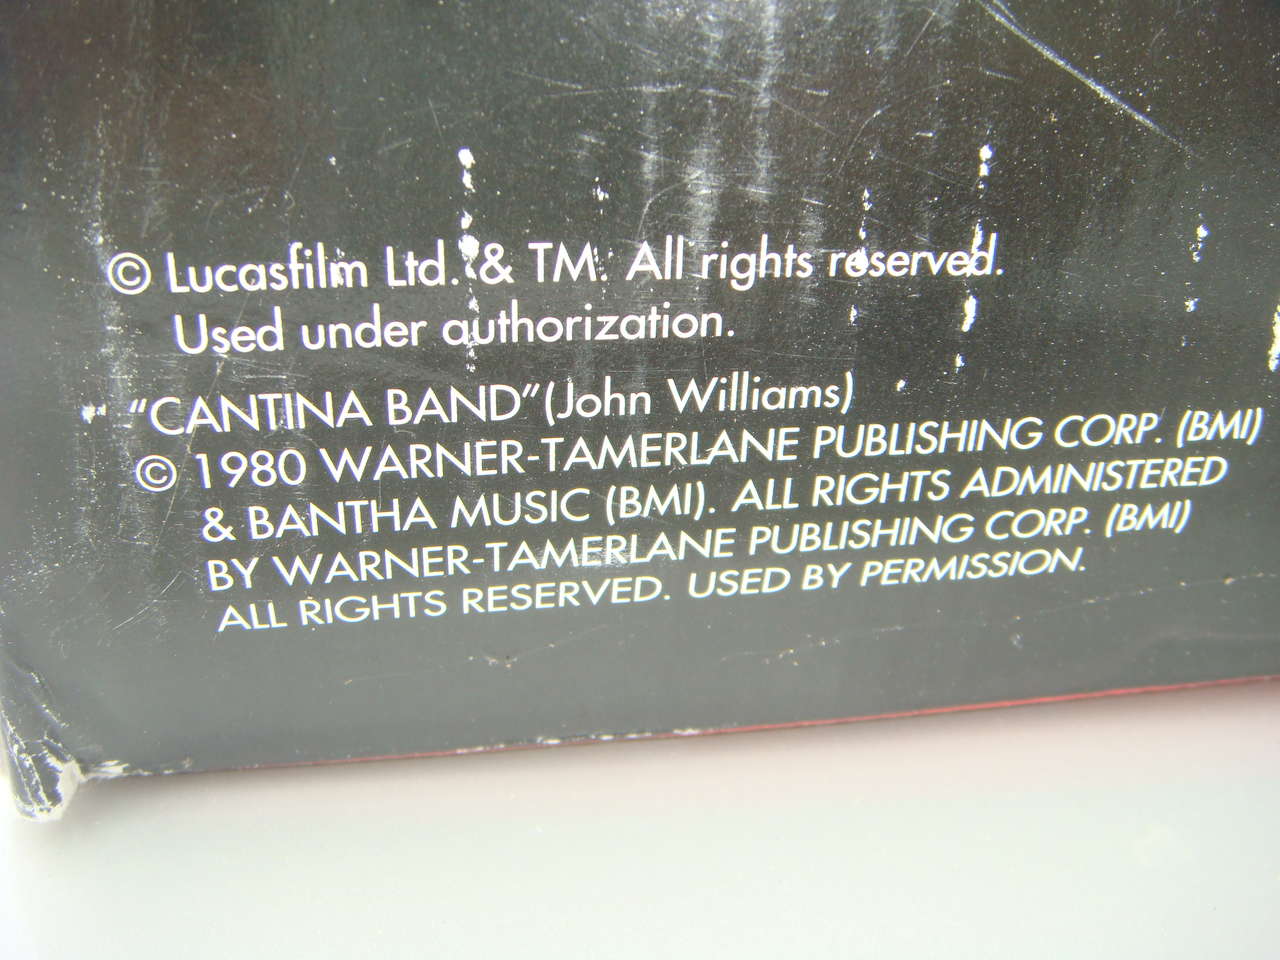 © Lucasfilm Ltd. & TM. All rights reserved.
Used under authorization.
"CANTINA BAND"(John Williams)
© 1980 WARNER-TAMERLANE PUBLISHING CORP. (BMI)
& BANTHA MUSIC (BMI). ALL RIGHTS ADMINISTERED
BY WARNER-TAMERLANE PUBLISHING CORP. (BMI)
ALL RIGHTS RESERVED. USED BY PERMISSION.